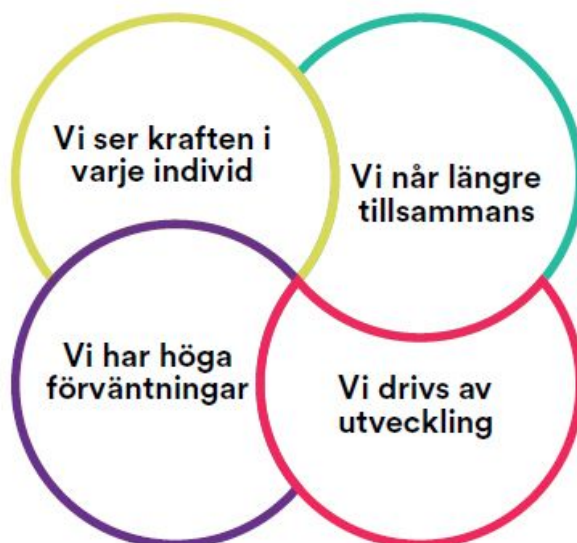 Vi ser kraften i
varje individ
Vi når längre
tillsammans
Vi har höga
förväntningar
Vi drivs av
utveckling